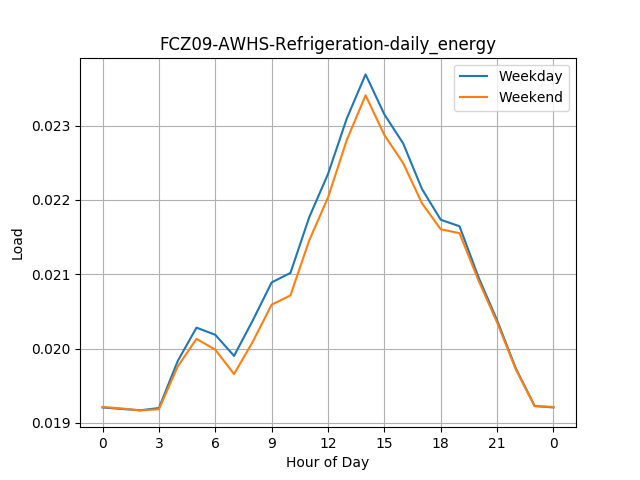 FCZ09-AWHS-Refrigeration-daily_energy
Weekday
Weekend
0.023
0.022
0.021
0.020
0.019
Load
0 3 6 9 12 15 18 21 0
Hour of Day